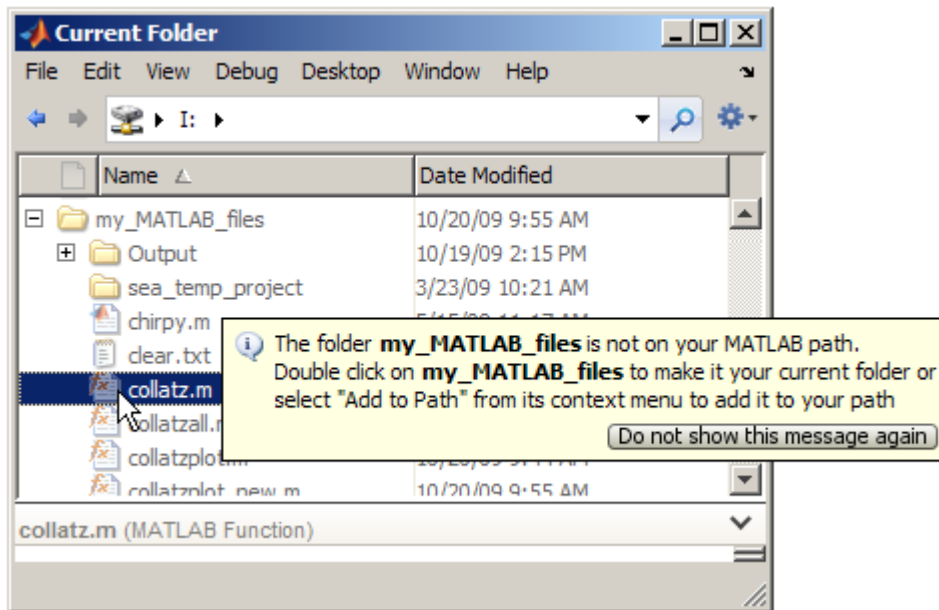 Current Folder
File Edit View Debug Desktop Window Help
I:
Name Date Modified
my_MATLAB_files 10/20/09 9:55 AM
Output 10/19/09 2:15 PM
sea_temp_project 3/23/09 10:21 AM
chirpy.m
clear.txt
collatz.m
collatzall.m
collatzplot.m
collatzplot_new.m 10/20/09 9:55 AM
The folder my_MATLAB_files is not on your MATLAB path.
Double click on my_MATLAB_files to make it your current folder or
select "Add to Path" from its context menu to add it to your path
Do not show this message again
collatz.m (MATLAB Function)